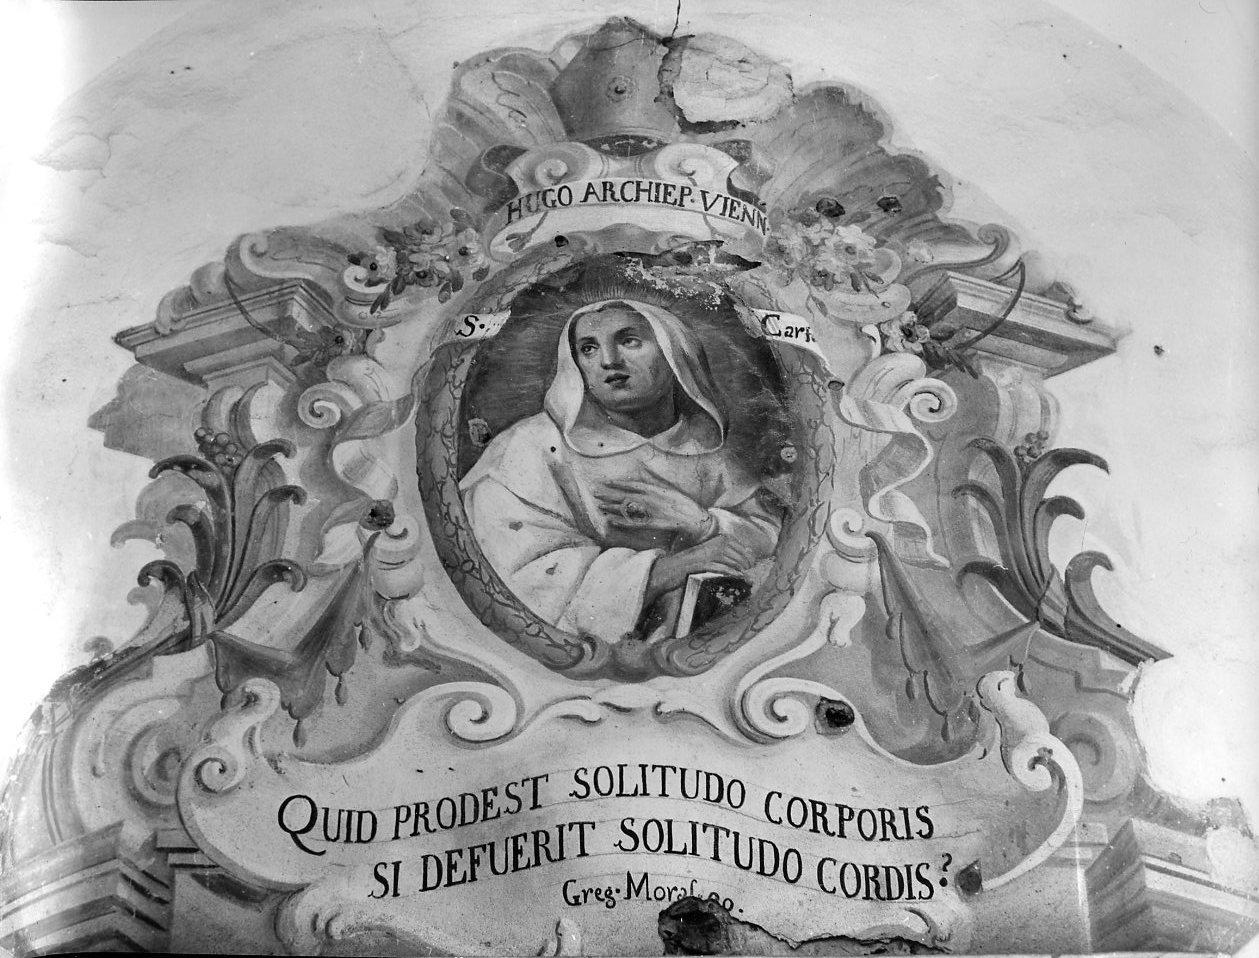 HUGO ARCHIEP. VIENN.
S. Cart.
QUID PRODEST SOLITUDO CORPORIS
SI DEFUERIT SOLITUDO CORDIS?
Greg. Moral.